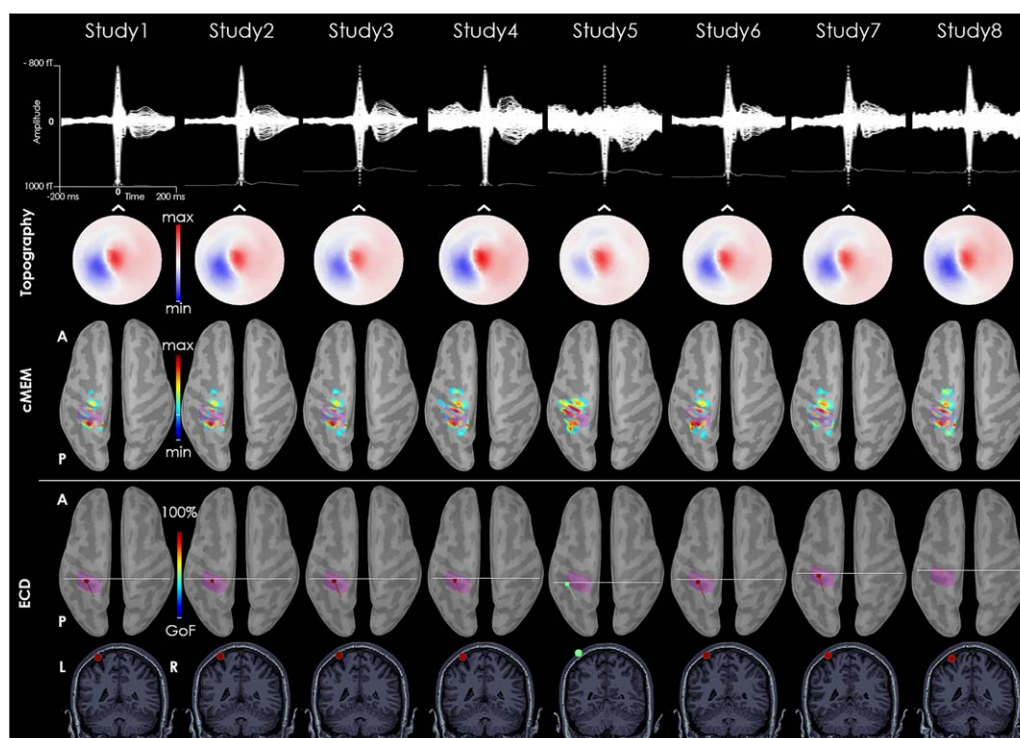 Study1 Study2 Study3 Study4 Study5 Study6 Study7 Study8
- 800 fT
Amplitude
0
1000 fT
-200 ms 0 Time 200 ms
Topography
max
min
A
cMEM
max
min
P
A
ECD
100%
P
GoF
L R